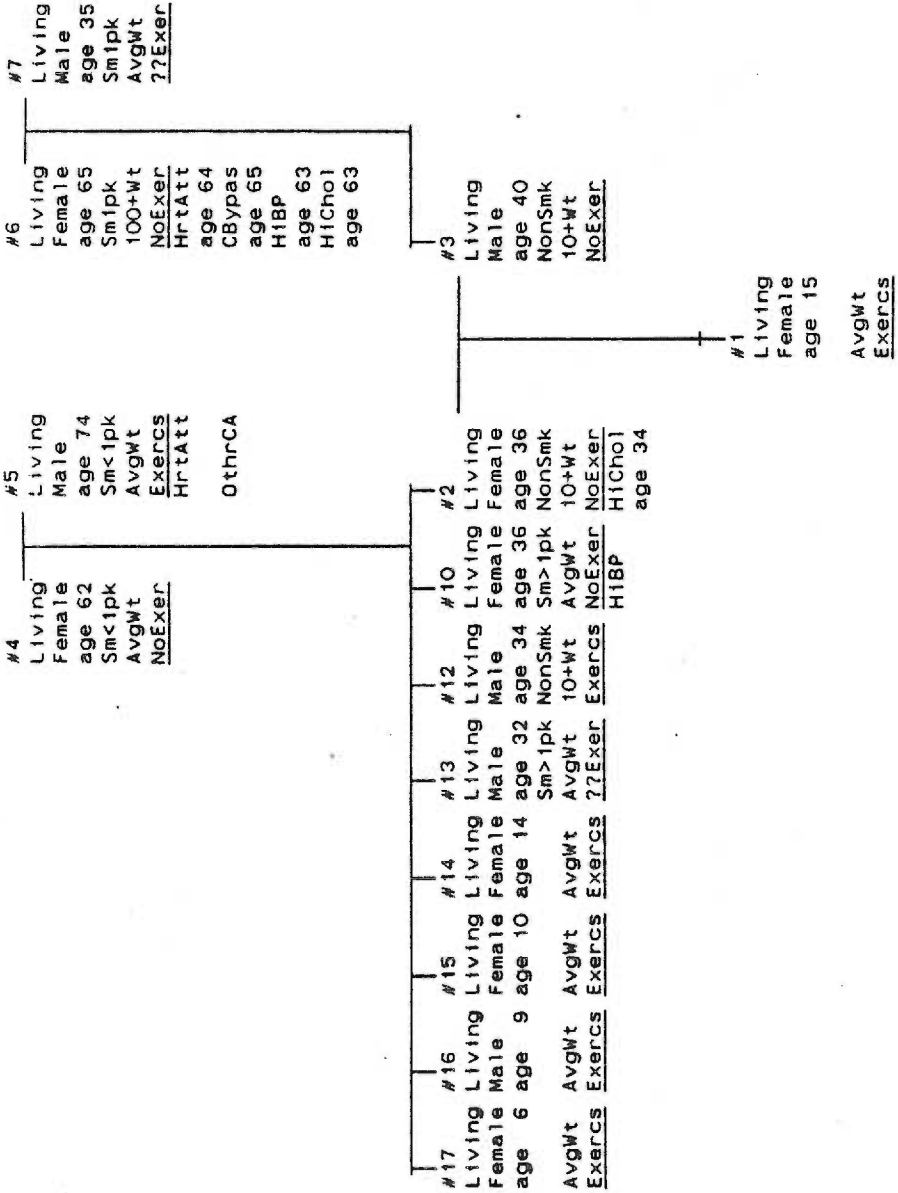 #4
Living
Female
age 62
Sm<1pk
AvgWt
NoExer
#5
Living
Male
age 74
Sm<1pk
AvgWt
Exercs
HrtAtt
OthrCA
#6
Living
Female
age 65
Sm1pk
100+Wt
NoExer
HrtAtt
age 64
CBypas
age 65
HiBP
age 63
HiChol
age 63
#7
Living
Male
age 35
Sm1pk
AvgWt
??Exer
#17
Living
Female
age 6
AvgWt
Exercs
#16
Living
Male
age 9
AvgWt
Exercs
#15
Living
Female
age 10
AvgWt
Exercs
#14
Living
Female
age 14
AvgWt
Exercs
#13
Living
Male
age 32
Sm>1pk
AvgWt
??Exer
#12
Living
Male
age 34
NonSmk
10+Wt
Exercs
#10
Living
Female
age 36
Sm>1pk
AvgWt
NoExer
HiBP
#2
Living
Female
age 36
NonSmk
10+Wt
NoExer
HiChol
age 34
#3
Living
Male
age 40
NonSmk
10+Wt
NoExer
#1
Living
Female
age 15
AvgWt
Exercs